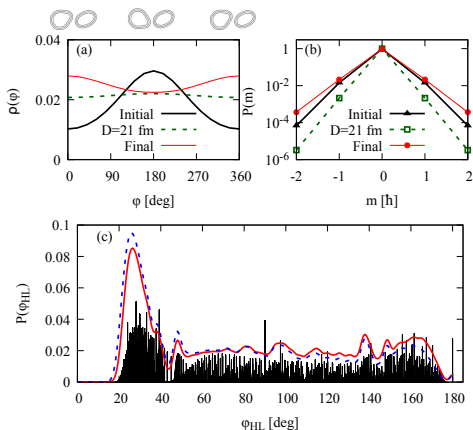 (a)
(b)
0.04
0.02
0
ρ(φ)
Initial
D=21 fm
Final
0 90 180 270 360
φ [deg]
1
10⁻²
10⁻⁴
10⁻⁶
P(m)
Initial
D=21 fm
Final
-2 -1 0 1 2
m [ħ]
(c)
0.1
0.08
0.06
0.04
0.02
0
P(φHL)
0 20 40 60 80 100 120 140 160 180
φHL [deg]